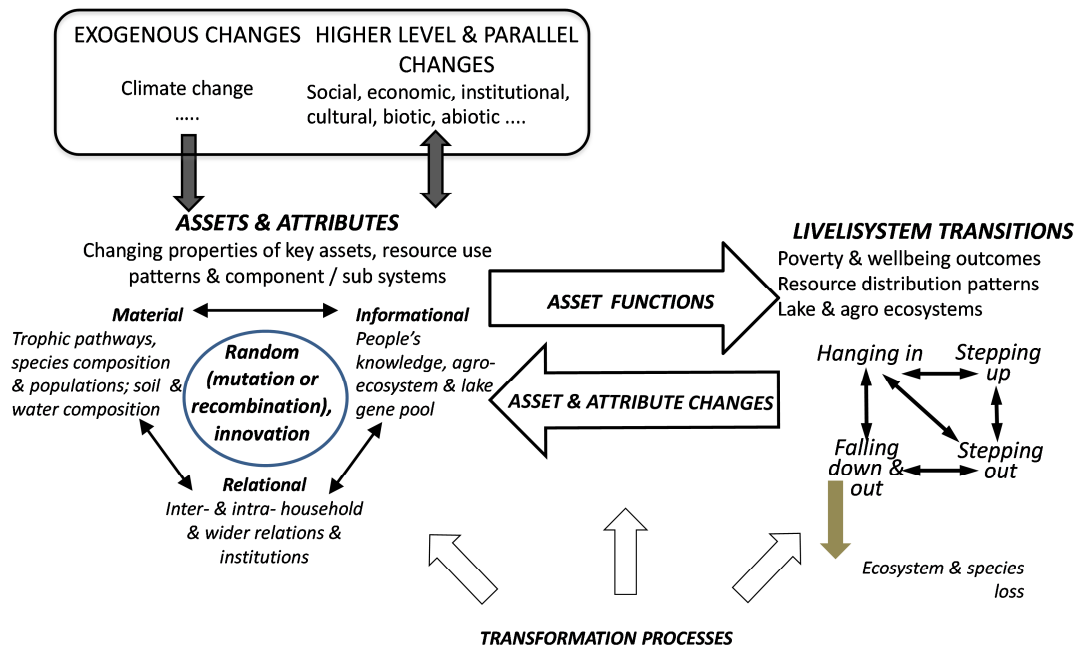 EXOGENOUS CHANGES
Climate change
.....
HIGHER LEVEL & PARALLEL
CHANGES
Social, economic, institutional,
cultural, biotic, abiotic ....
ASSETS & ATTRIBUTES
Changing properties of key assets, resource use
patterns & component / sub systems
Material
Trophic pathways,
species composition
& populations; soil &
water composition
Random
(mutation or
recombination),
innovation
Informational
People's
knowledge, agro-
ecosystem & lake
gene pool
Relational
Inter- & intra- household
& wider relations &
institutions
ASSET FUNCTIONS
ASSET & ATTRIBUTE CHANGES
LIVELISYSTEM TRANSITIONS
Poverty & wellbeing outcomes
Resource distribution patterns
Lake & agro ecosystems
Hanging in
Stepping
up
Falling
down &
out
Stepping
out
Ecosystem & species
loss
TRANSFORMATION PROCESSES